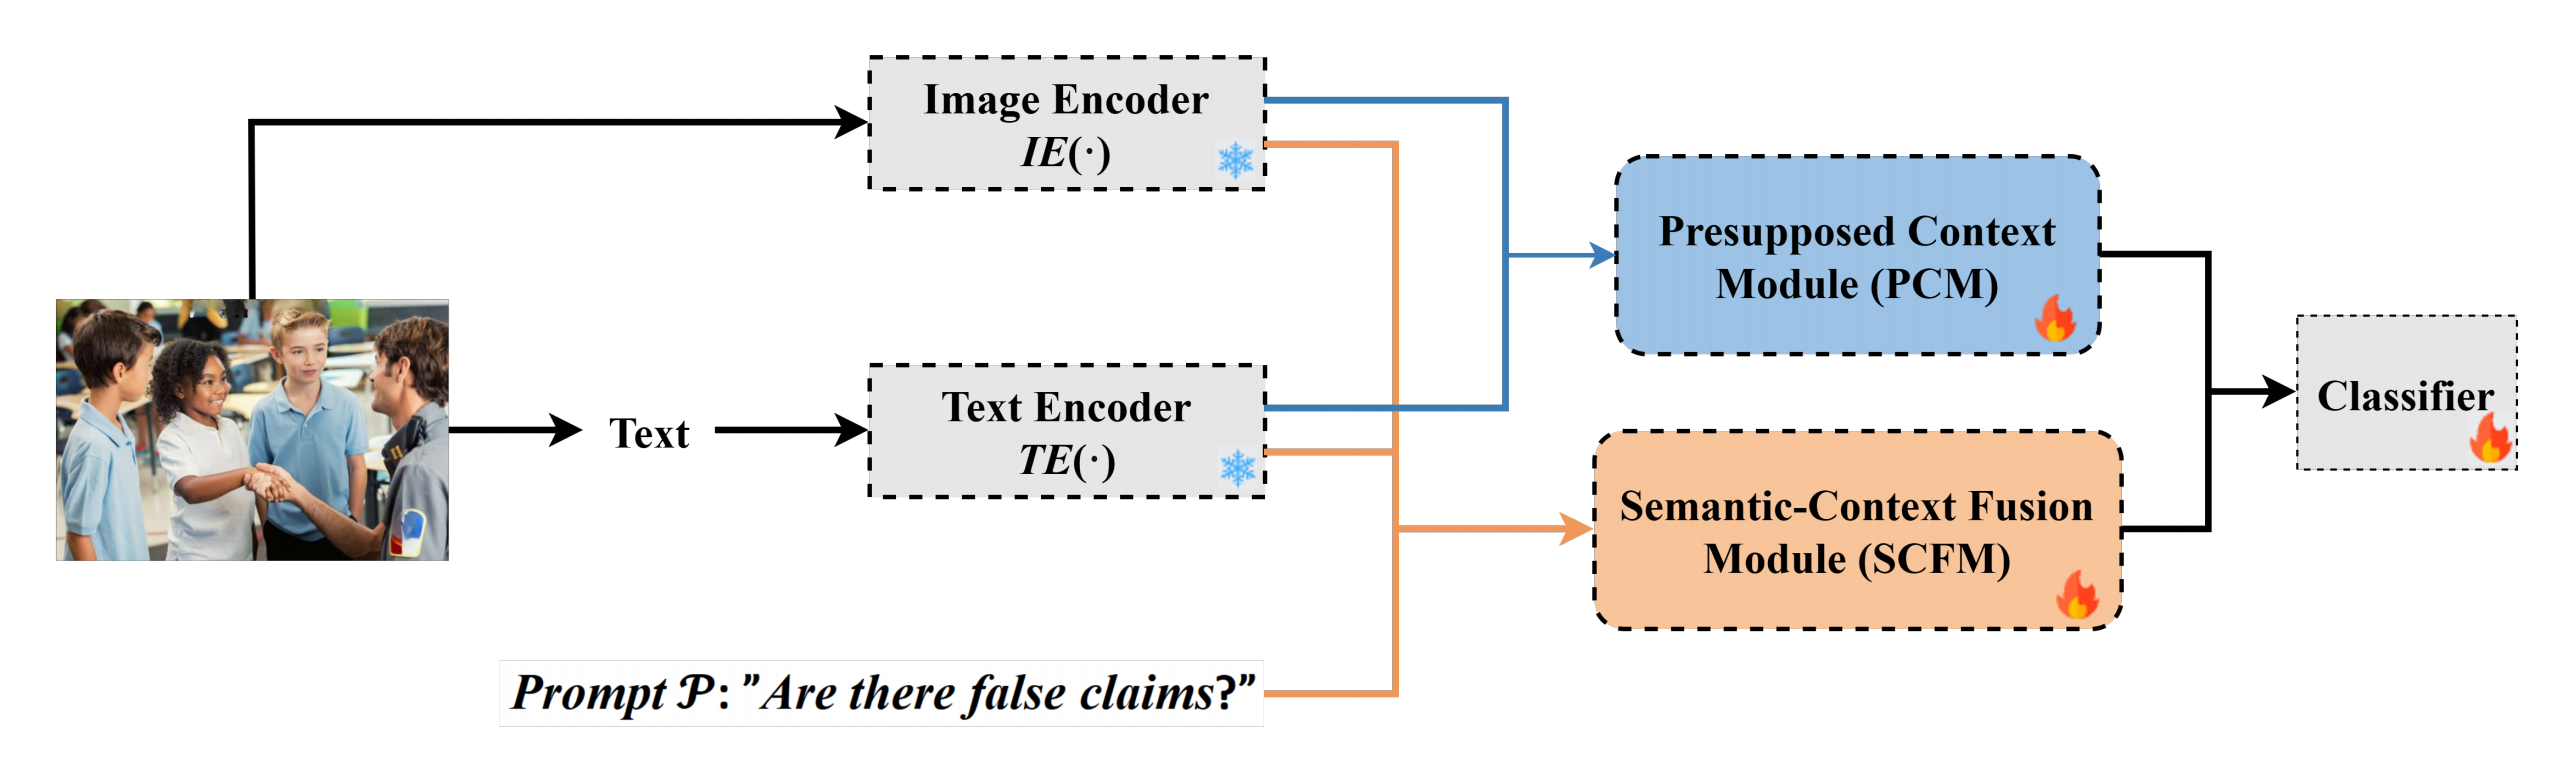 Image Encoder
IE(·)
Presupposed Context
Module (PCM)
Text
Text Encoder
TE(·)
Classifier
Semantic-Context Fusion
Module (SCFM)
Prompt 𝒫: ”Are there false claims?”